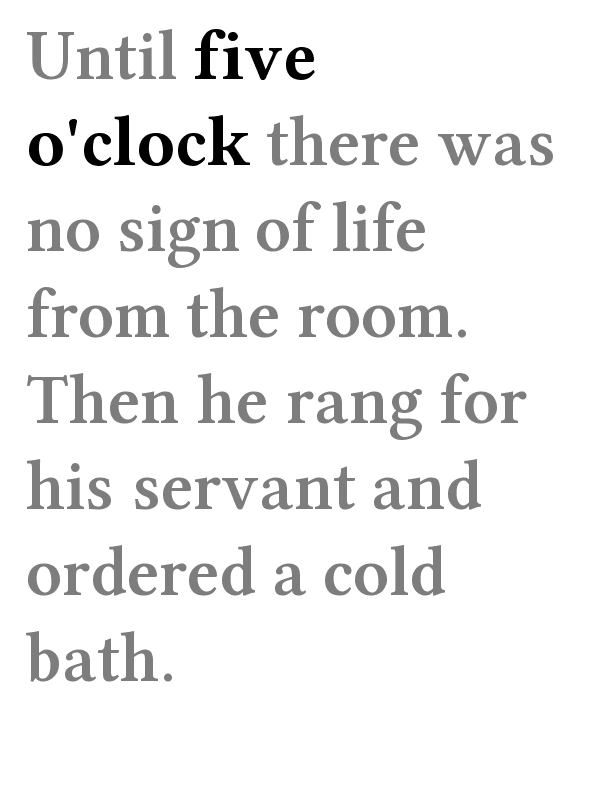 Until five
o'clock there was
no sign of life
from the room.
Then he rang for
his servant and
ordered a cold
bath.